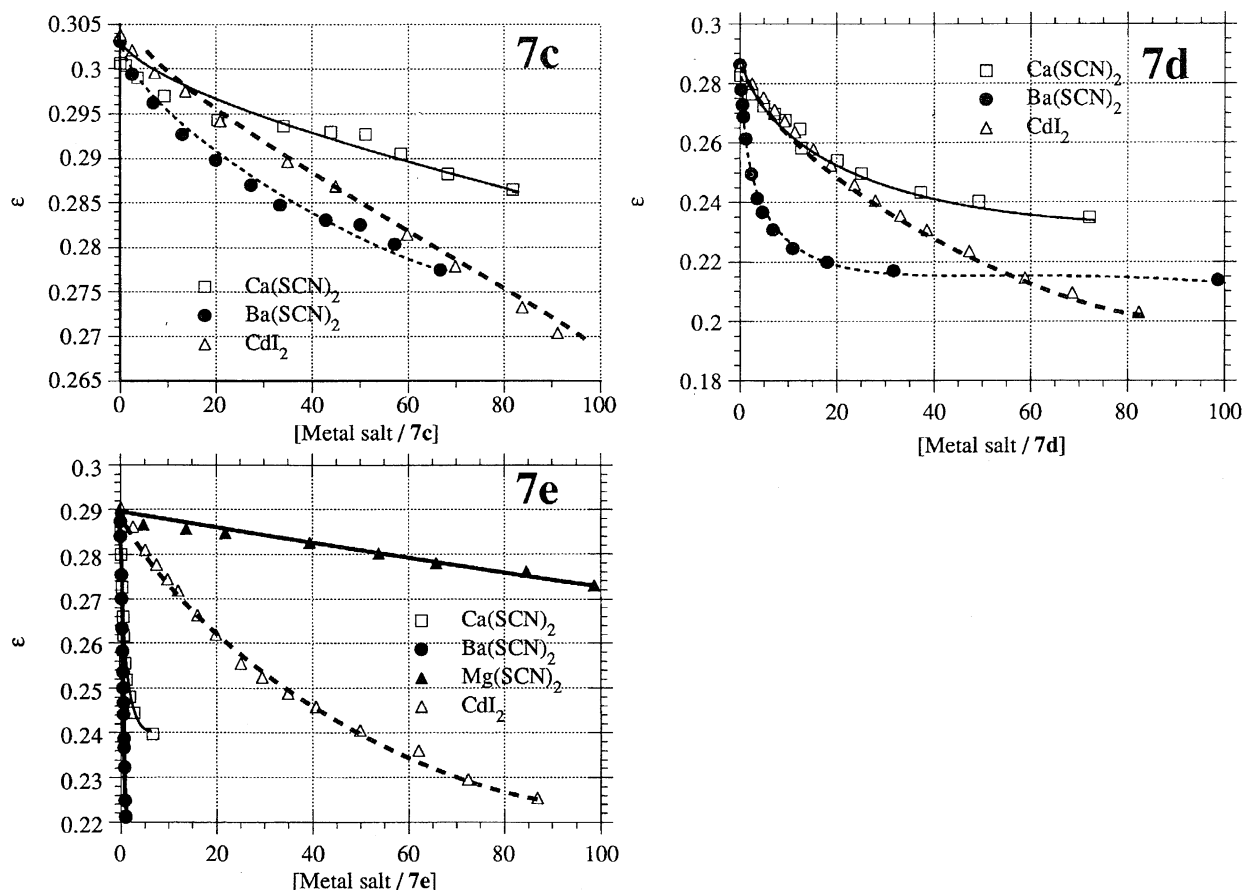 7c
0.305
0.3
0.295
0.29
0.285
0.28
0.275
0.27
0.265
ε
Ca(SCN)2
Ba(SCN)2
CdI2
0 20 40 60 80 100
[Metal salt / 7c]
7d
0.3
0.28
0.26
0.24
0.22
0.2
0.18
ε
Ca(SCN)2
Ba(SCN)2
CdI2
0 20 40 60 80 100
[Metal salt / 7d]
7e
0.3
0.29
0.28
0.27
0.26
0.25
0.24
0.23
0.22
ε
Ca(SCN)2
Ba(SCN)2
Mg(SCN)2
CdI2
0 20 40 60 80 100
[Metal salt / 7e]